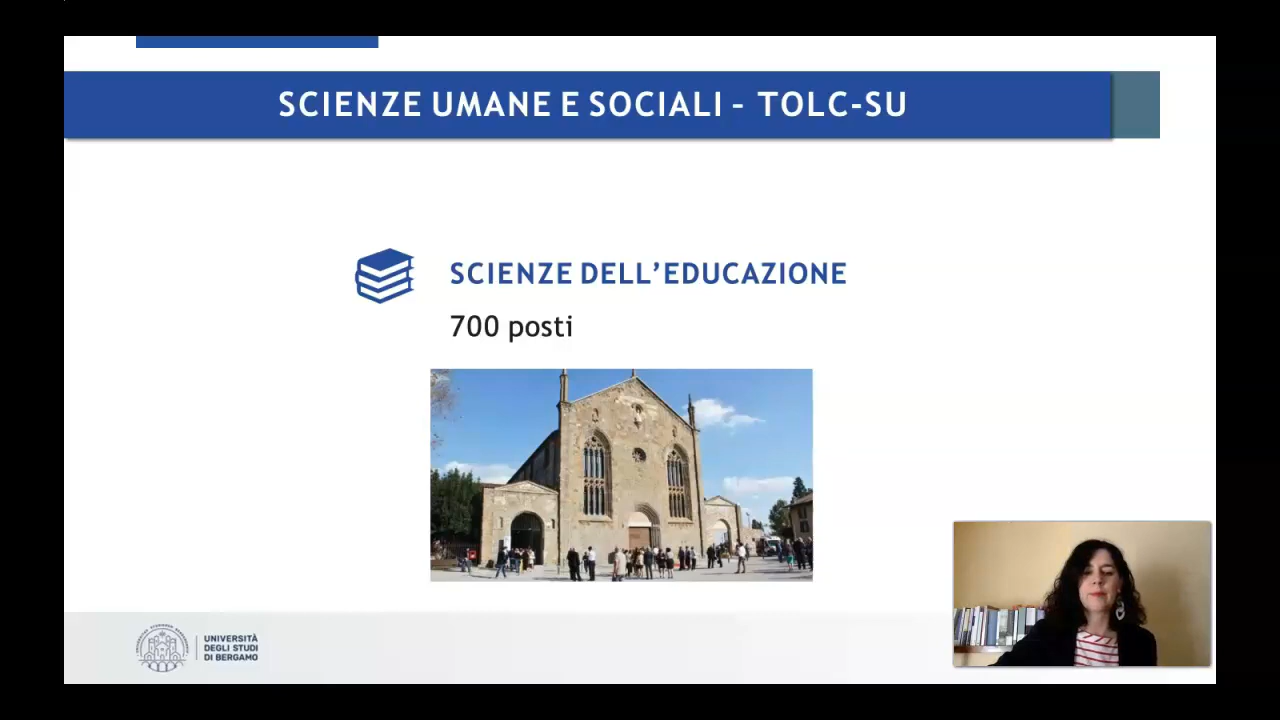 SCIENZE UMANE E SOCIALI – TOLC-SU
SCIENZE DELL’EDUCAZIONE
700 posti
UNIVERSITÀ
DEGLI STUDI
DI BERGAMO